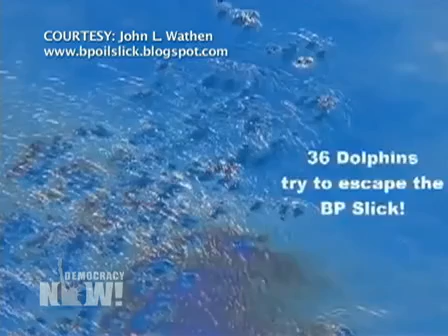 COURTESY: John L. Wathen
www.bpoilslick.blogspot.com
36 Dolphins
try to escape the
BP Slick!
DEMOCRACY
NOW!